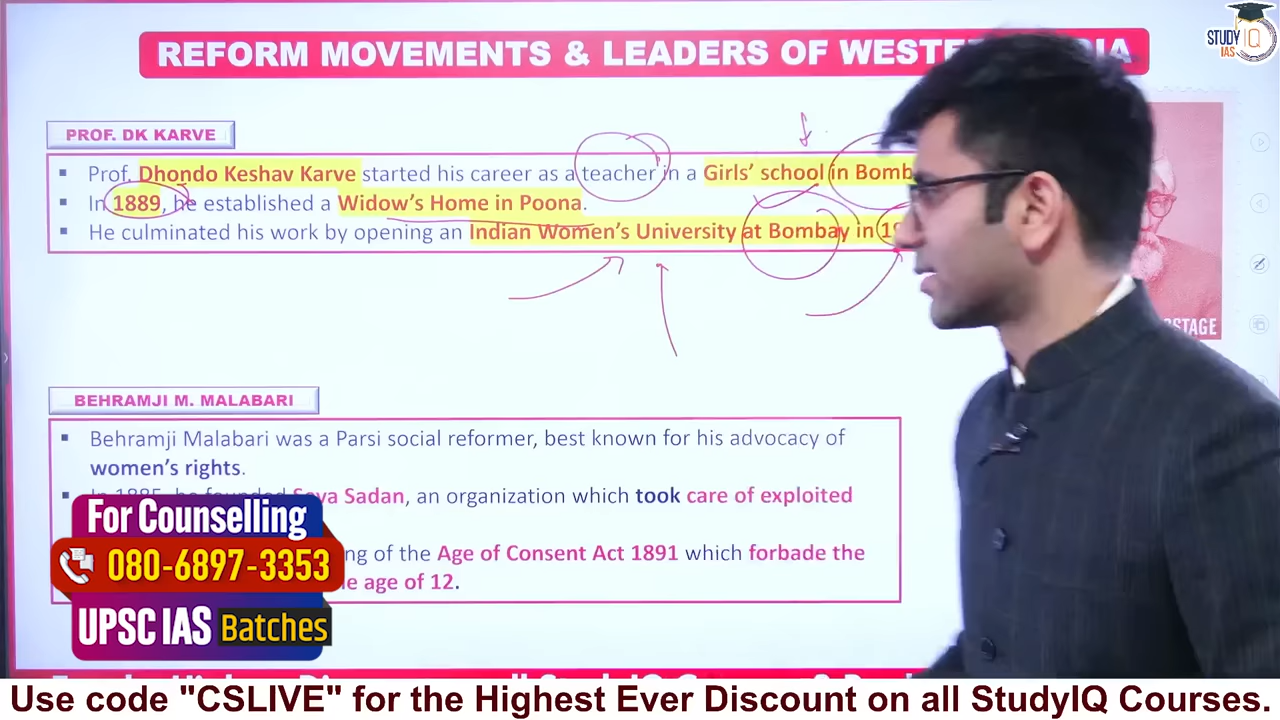 REFORM MOVEMENTS & LEADERS OF
STUDY IQ
IAS
PROF. DK KARVE
▪ Prof. Dhondo Keshav Karve started his career as a teacher in a Girls' school in
▪ In 1889, he established a Widow's Home in Poona.
▪ He culminated his work by opening an Indian Women's University at Bombay in
BEHRAMJI M. MALABARI
▪ Behramji Malabari was a Parsi social reformer, best known for his advocacy of
women's rights.
▪ In 1885, he founded Seva Sadan, an organization which took care of exploited
of the Age of Consent Act 1891 which forbade the
age of 12.
For Counselling
080-6897-3353
UPSC IAS Batches
Use code "CSLIVE" for the Highest Ever Discount on all StudyIQ Courses.